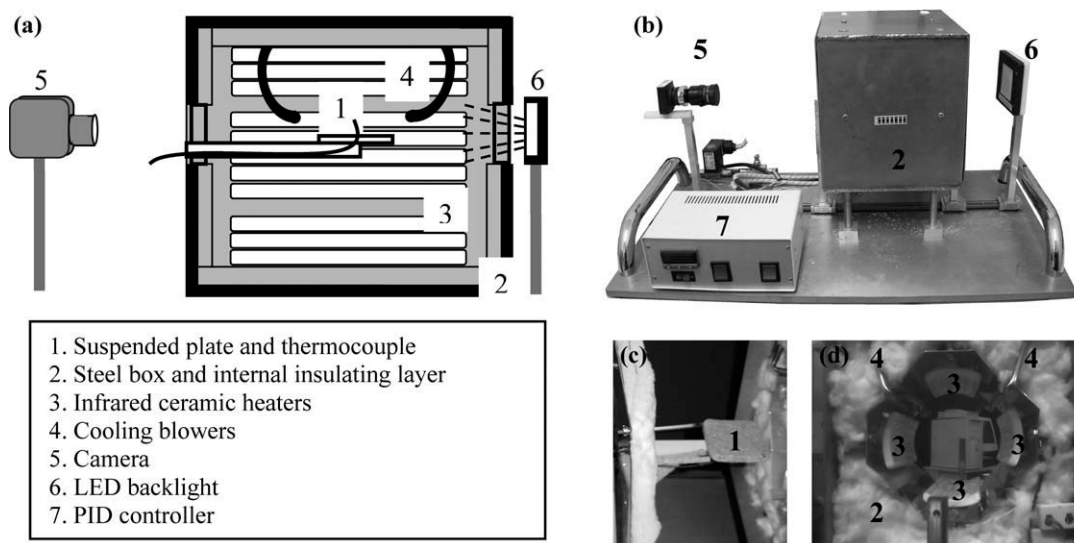 (a)
5
4
1
6
3
2
1. Suspended plate and thermocouple
2. Steel box and internal insulating layer
3. Infrared ceramic heaters
4. Cooling blowers
5. Camera
6. LED backlight
7. PID controller
(b)
5
6
2
7
(c)
1
(d)
4 4
3
3 3
3
2